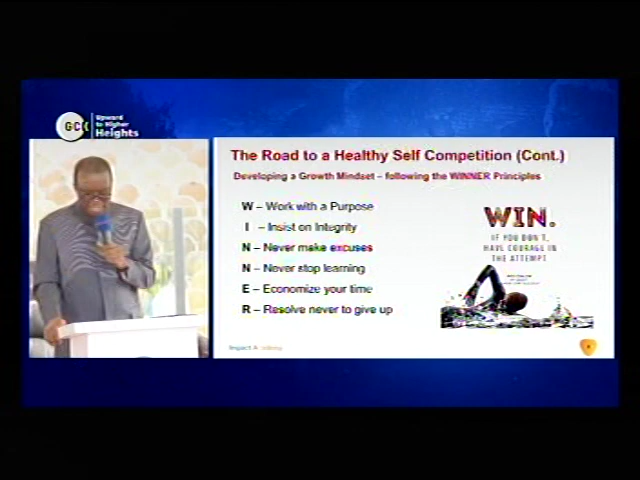 GCK
Upward
to Higher
Heights
The Road to a Healthy Self Competition (Cont.)
Developing a Growth Mindset – following the WINNER Principles
W – Work with a Purpose
I – Insist on Integrity
N – Never make excuses
N – Never stop learning
E – Economize your time
R – Resolve never to give up
WIN.
IF YOU DON'T,
HAVE COURAGE IN
THE ATTEMPT
Impact